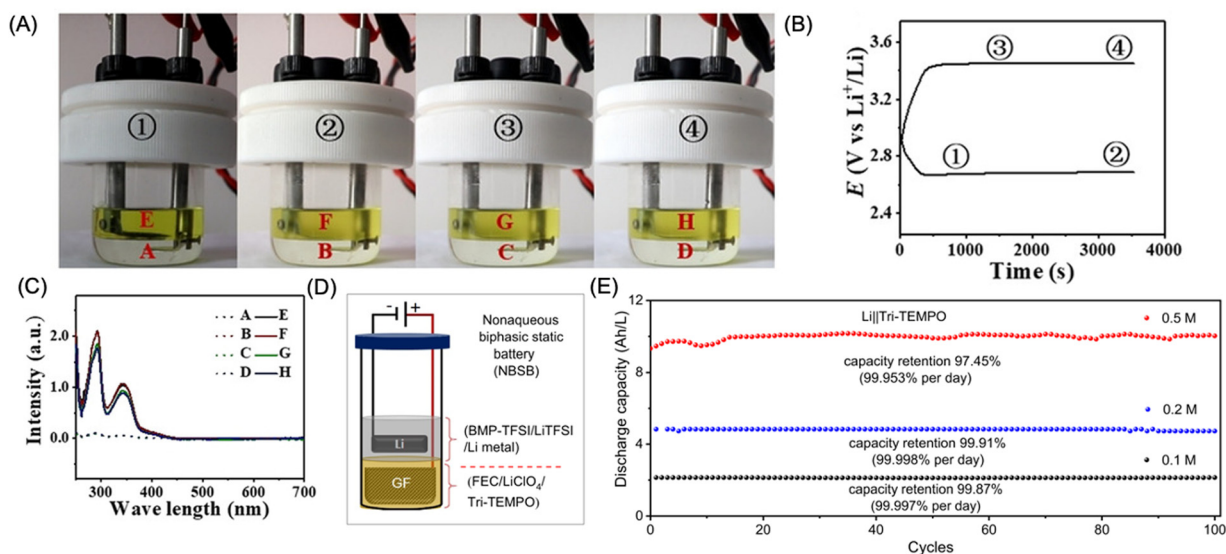 (A)
①
②
③
④
E
F
G
H
A
B
C
D
(B)
3.6
3.2
2.8
2.4
E (V vs Li⁺/Li)
③
④
①
②
0
1000
2000
3000
4000
Time (s)
(C)
2.0
1.0
0.0
Intensity (a.u.)
A E
B F
C G
D H
300
400
500
600
700
Wave length (nm)
(D)
- +
Nonaqueous
biphasic static
battery
(NBSB)
Li
(BMP-TFSI/LiTFSI
/Li metal)
GF
(FEC/LiClO₄/
Tri-TEMPO)
(E)
12
8
4
0
Discharge capacity (Ah/L)
Li||Tri-TEMPO
0.5 M
capacity retention 97.45%
(99.953% per day)
0.2 M
capacity retention 99.91%
(99.998% per day)
0.1 M
capacity retention 99.87%
(99.997% per day)
0
20
40
60
80
100
Cycles